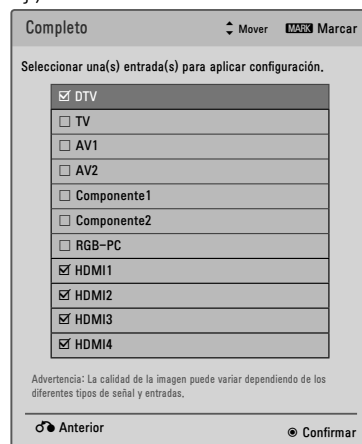 Completo Mover MARK Marcar
Seleccionar una(s) entrada(s) para aplicar configuración.
DTV
TV
AV1
AV2
Componente1
Componente2
RGB-PC
HDMI1
HDMI2
HDMI3
HDMI4
Advertencia: La calidad de la imagen puede variar dependiendo de los
diferentes tipos de señal y entradas.
Anterior Confirmar